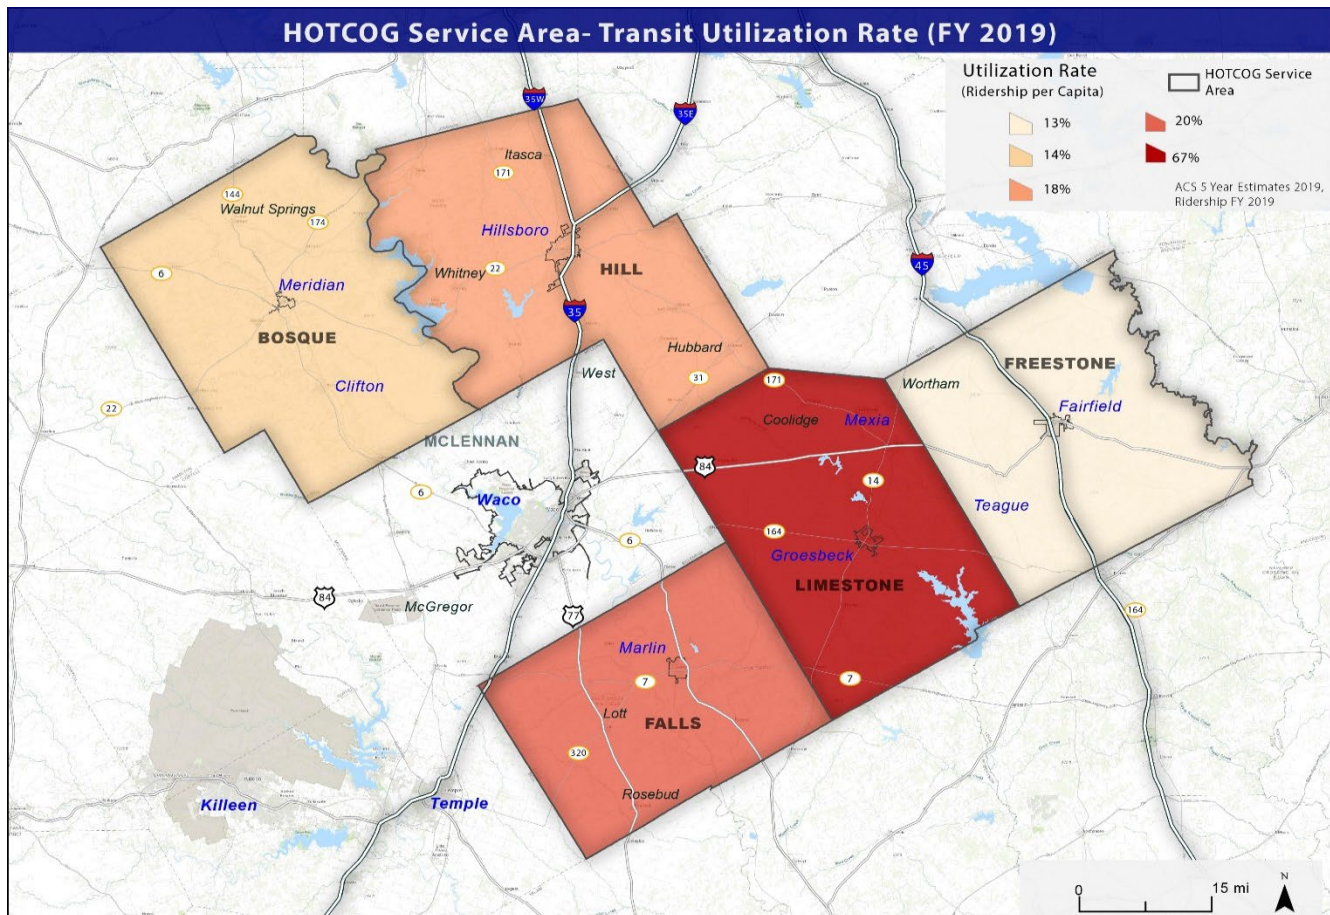 HOTCOG Service Area- Transit Utilization Rate (FY 2019)
Utilization Rate
(Ridership per Capita)
HOTCOG Service
Area
13%
14%
18%
20%
67%
ACS 5 Year Estimates 2019,
Ridership FY 2019
35W
35E
Itasca
171
144
Walnut Springs
174
Hillsboro
6
Whitney
22
HILL
45
Meridian
35
BOSQUE
Hubbard
FREESTONE
West
31
171
Wortham
Clifton
22
Coolidge
Mexia
Fairfield
MCLENNAN
84
14
6
Waco
Teague
164
6
Groesbeck
LIMESTONE
84
McGregor
77
164
Marlin
7
7
Lott
FALLS
320
Rosebud
Killeen
Temple
N
0
15 mi